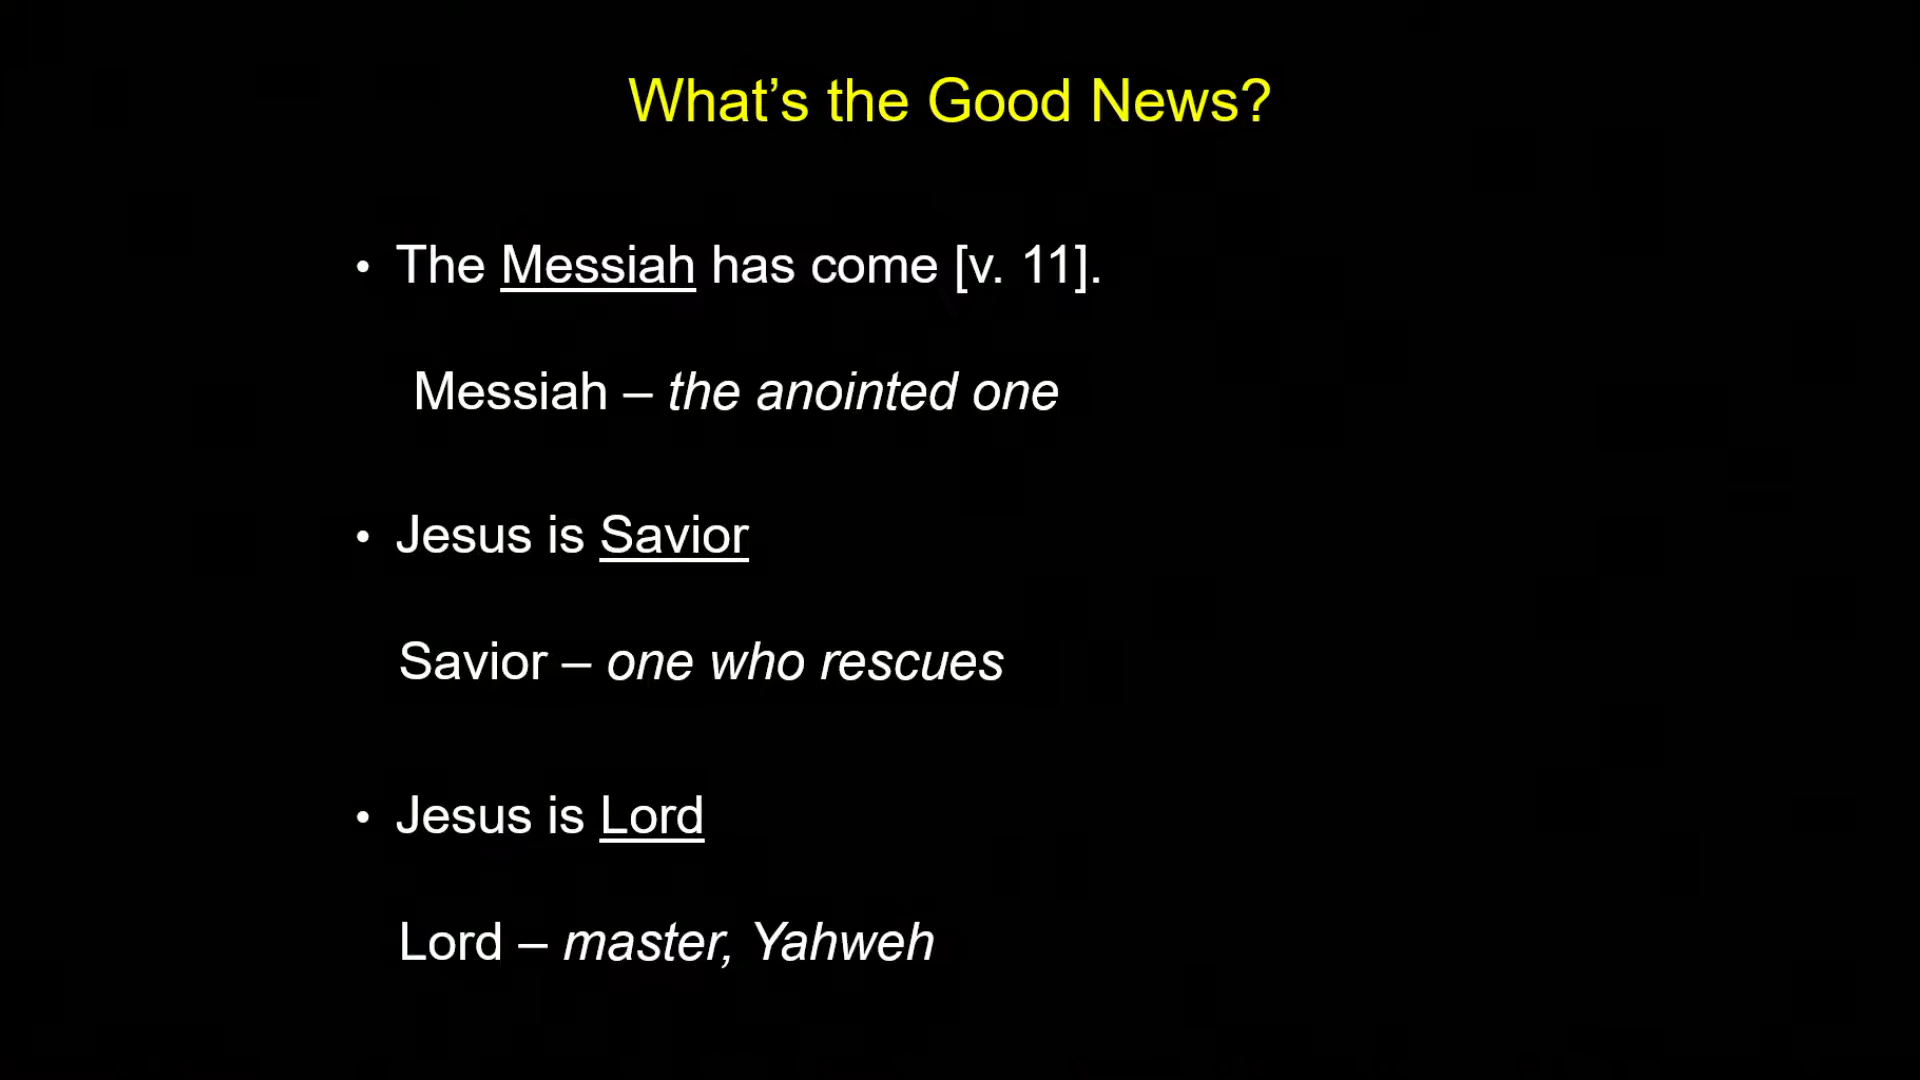 What’s the Good News?
• The Messiah has come [v. 11].
Messiah – the anointed one
• Jesus is Savior
Savior – one who rescues
• Jesus is Lord
Lord – master, Yahweh